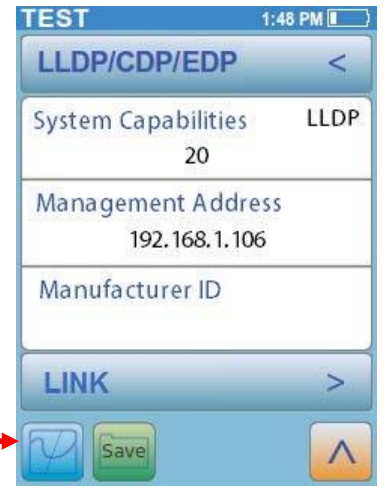 TEST 1:48 PM
LLDP/CDP/EDP <
System Capabilities LLDP
20
Management Address
192.168.1.106
Manufacturer ID
LINK >
Save